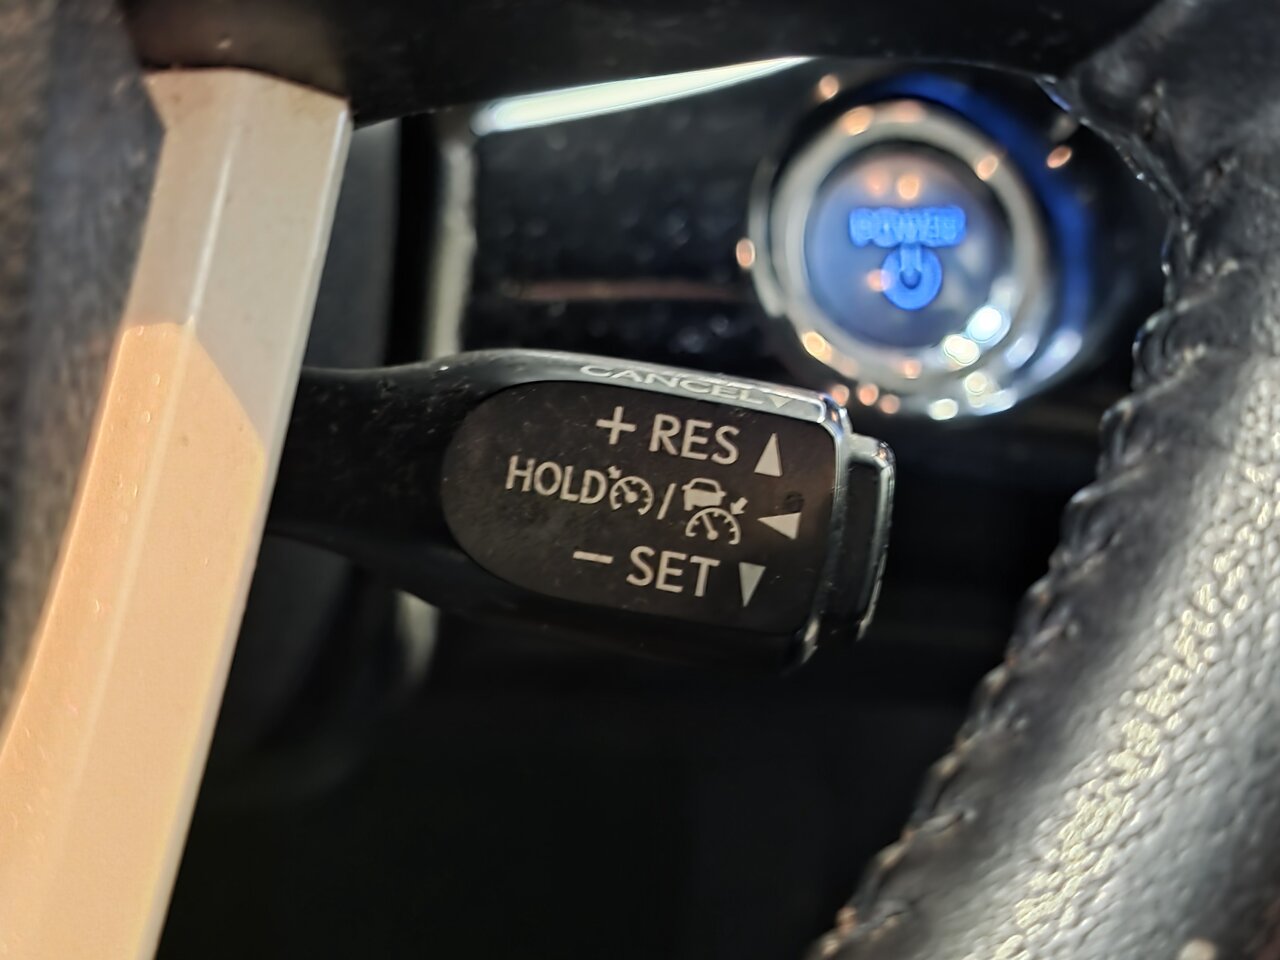 POWER
CANCEL
+ RES
HOLD /
− SET